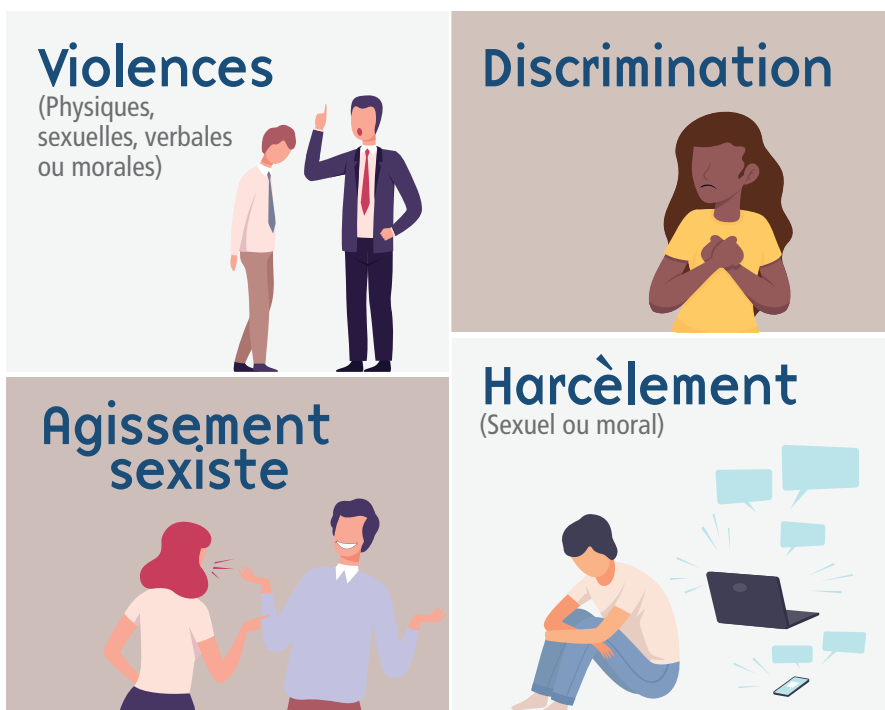 Violences
(Physiques,
sexuelles, verbales
ou morales)
Discrimination
Agissement
sexiste
Harcèlement
(Sexuel ou moral)